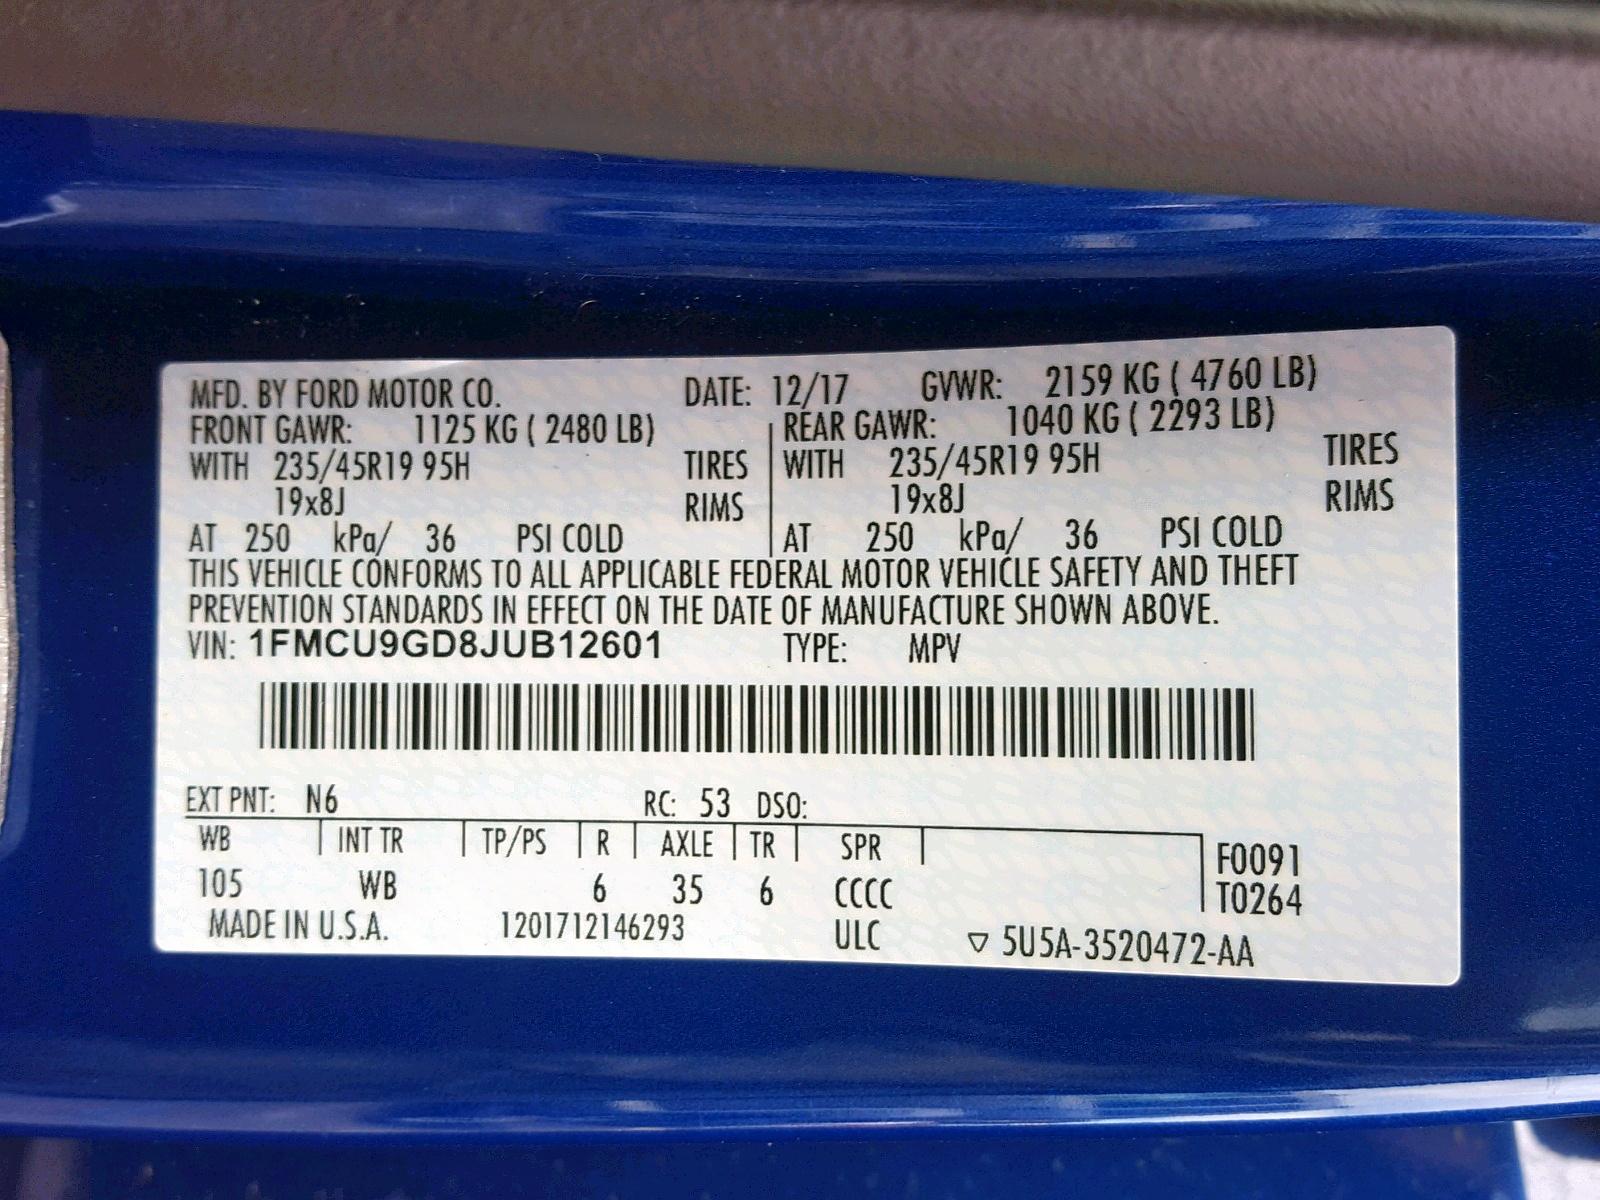 MFD. BY FORD MOTOR CO. DATE: 12/17 GVWR: 2159 KG ( 4760 LB)
FRONT GAWR: 1125 KG ( 2480 LB) REAR GAWR: 1040 KG ( 2293 LB)
WITH 235/45R19 95H TIRES WITH 235/45R19 95H TIRES
19x8J RIMS 19x8J RIMS
AT 250 kPa/ 36 PSI COLD AT 250 kPa/ 36 PSI COLD
THIS VEHICLE CONFORMS TO ALL APPLICABLE FEDERAL MOTOR VEHICLE SAFETY AND THEFT
PREVENTION STANDARDS IN EFFECT ON THE DATE OF MANUFACTURE SHOWN ABOVE.
VIN: 1FMCU9GD8JUB12601 TYPE: MPV
EXT PNT: N6 RC: 53 DSO:
WB INT TR TP/PS R AXLE TR SPR F0091
105 WB 6 35 6 CCCC T0264
MADE IN U.S.A. 1201712146293 ULC ▽ 5U5A-3520472-AA